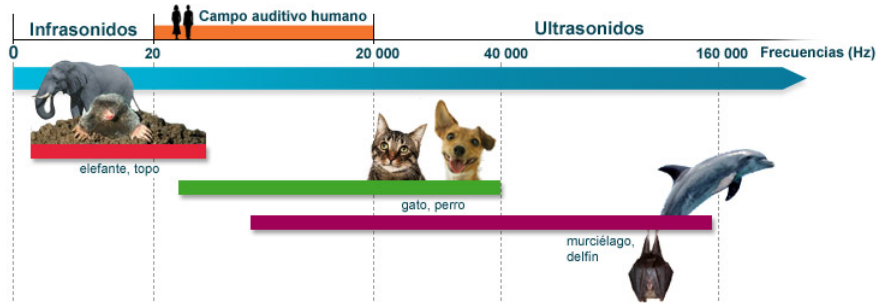 Infrasonidos
Campo auditivo humano
Ultrasonidos
0
20
20 000
40 000
160 000
Frecuencias (Hz)
elefante, topo
gato, perro
murciélago,
delfín